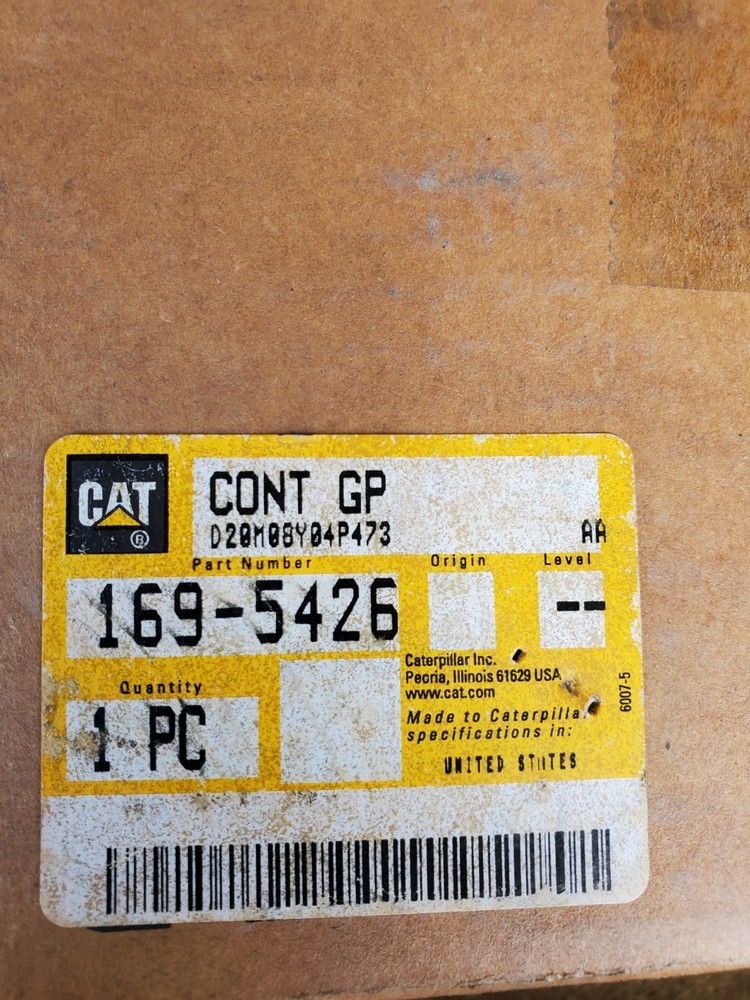 CAT
®
CONT GP
D20M08Y04P473 AA
Part Number Origin Level
169-5426 --
Caterpillar Inc.
Peoria, Illinois 61629 USA
www.cat.com
Quantity
1 PC
Made to Caterpillar
specifications in:
UNITED STATES
6007-5